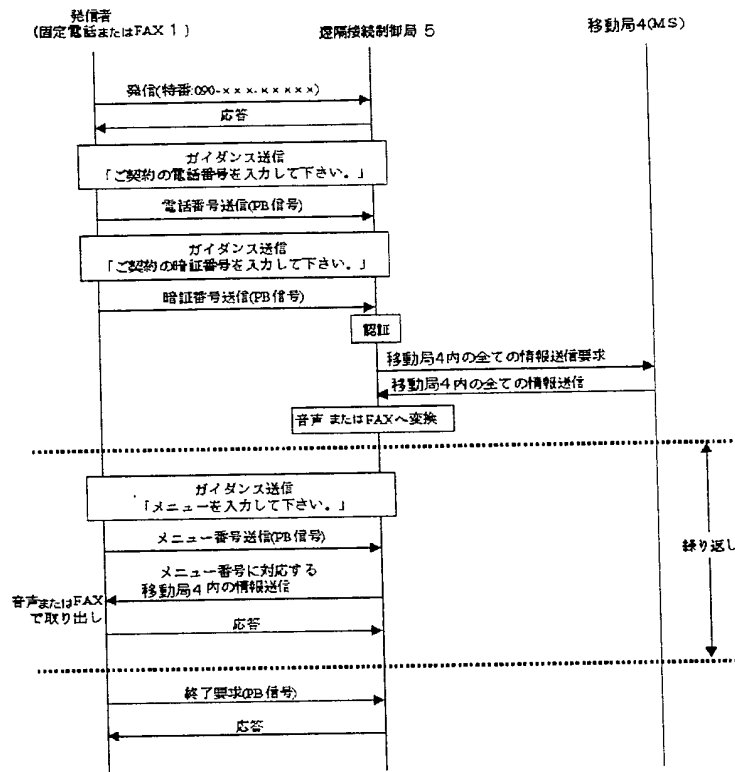 発信者
(固定電話またはFAX 1)
遠隔接続制御局 5
移動局4(MS)
発信(特番:090-×××-×××××)
応答
ガイダンス送信
「ご契約の電話番号を入力して下さい。」
電話番号送信(PB信号)
ガイダンス送信
「ご契約の暗証番号を入力して下さい。」
暗証番号送信(PB信号)
認証
移動局4内の全ての情報送信要求
移動局4内の全ての情報送信
音声 またはFAXへ変換
ガイダンス送信
「メニューを入力して下さい。」
メニュー番号送信(PB信号)
繰り返し
メニュー番号に対応する
移動局4内の情報送信
音声またはFAX
で取り出し
応答
終了要求(PB信号)
応答